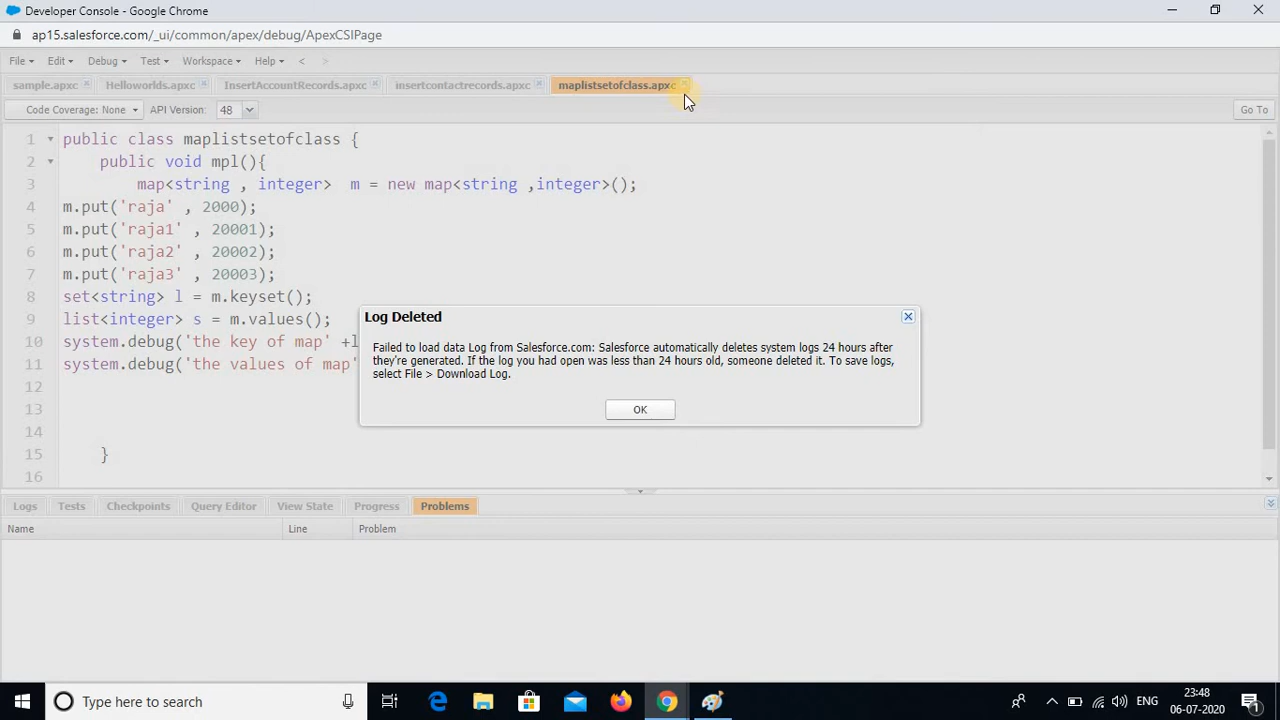 Developer Console - Google Chrome
ap15.salesforce.com/_ui/common/apex/debug/ApexCSIPage
File Edit Debug Test Workspace Help < >
sample.apxc Helloworlds.apxc InsertAccountRecords.apxc insertcontactrecords.apxc maplistsetofclass.apxc
Code Coverage: None API Version: 48 Go To
1 public class maplistsetofclass {
2 public void mpl(){
3 map<string , integer> m = new map<string ,integer>();
4 m.put('raja' , 2000);
5 m.put('raja1' , 20001);
6 m.put('raja2' , 20002);
7 m.put('raja3' , 20003);
8 set<string> l = m.keyset();
9 list<integer> s = m.values();
10 system.debug('the key of map' +l
11 system.debug('the values of map'
12
13
14
15 }
16
Log Deleted
Failed to load data Log from Salesforce.com: Salesforce automatically deletes system logs 24 hours after
they're generated. If the log you had open was less than 24 hours old, someone deleted it. To save logs,
select File > Download Log.
OK
Logs Tests Checkpoints Query Editor View State Progress Problems
Name Line Problem
Type here to search
ENG
23:48
06-07-2020
1